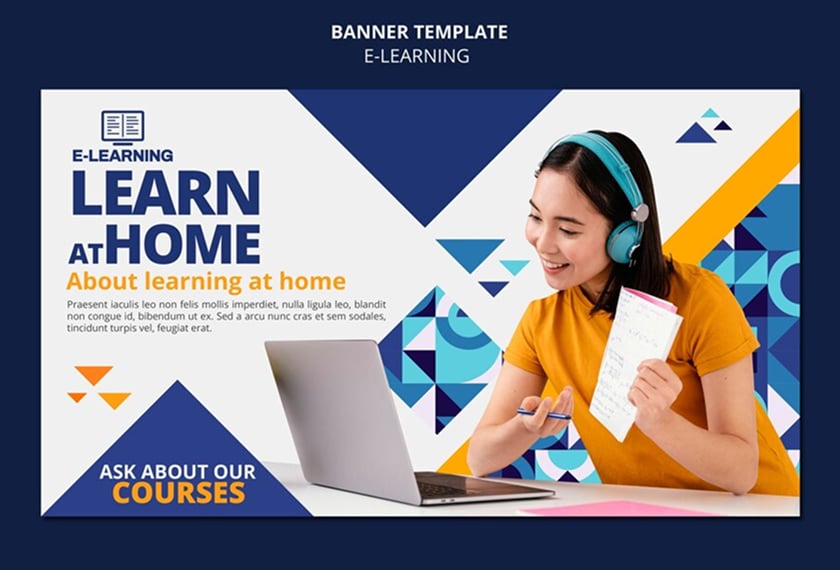 BANNER TEMPLATE
E-LEARNING
E-LEARNING
LEARN
AT HOME
About learning at home
Praesent iaculis leo non felis mollis imperdiet, nulla ligula leo, blandit
non congue id, bibendum ut ex. Sed a arcu nunc cras et sem sodales,
tincidunt turpis vel, feugiat erat.
ASK ABOUT OUR
COURSES